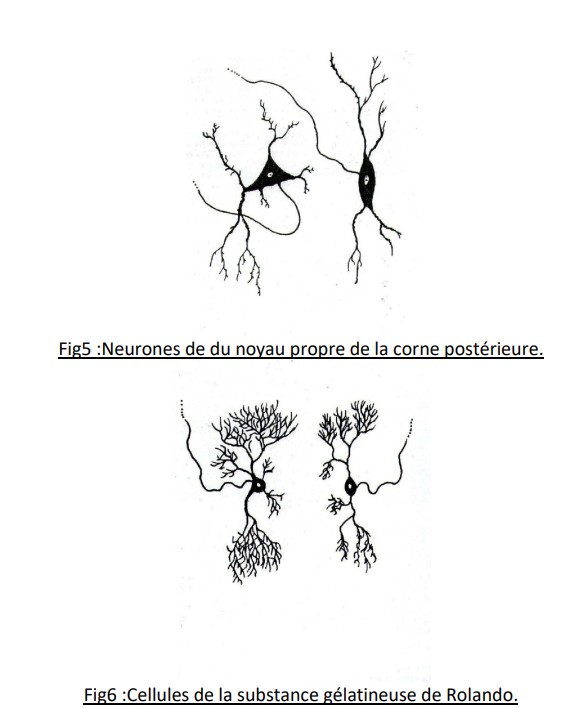 Fig5 :Neurones de du noyau propre de la corne postérieure.
Fig6 :Cellules de la substance gélatineuse de Rolando.